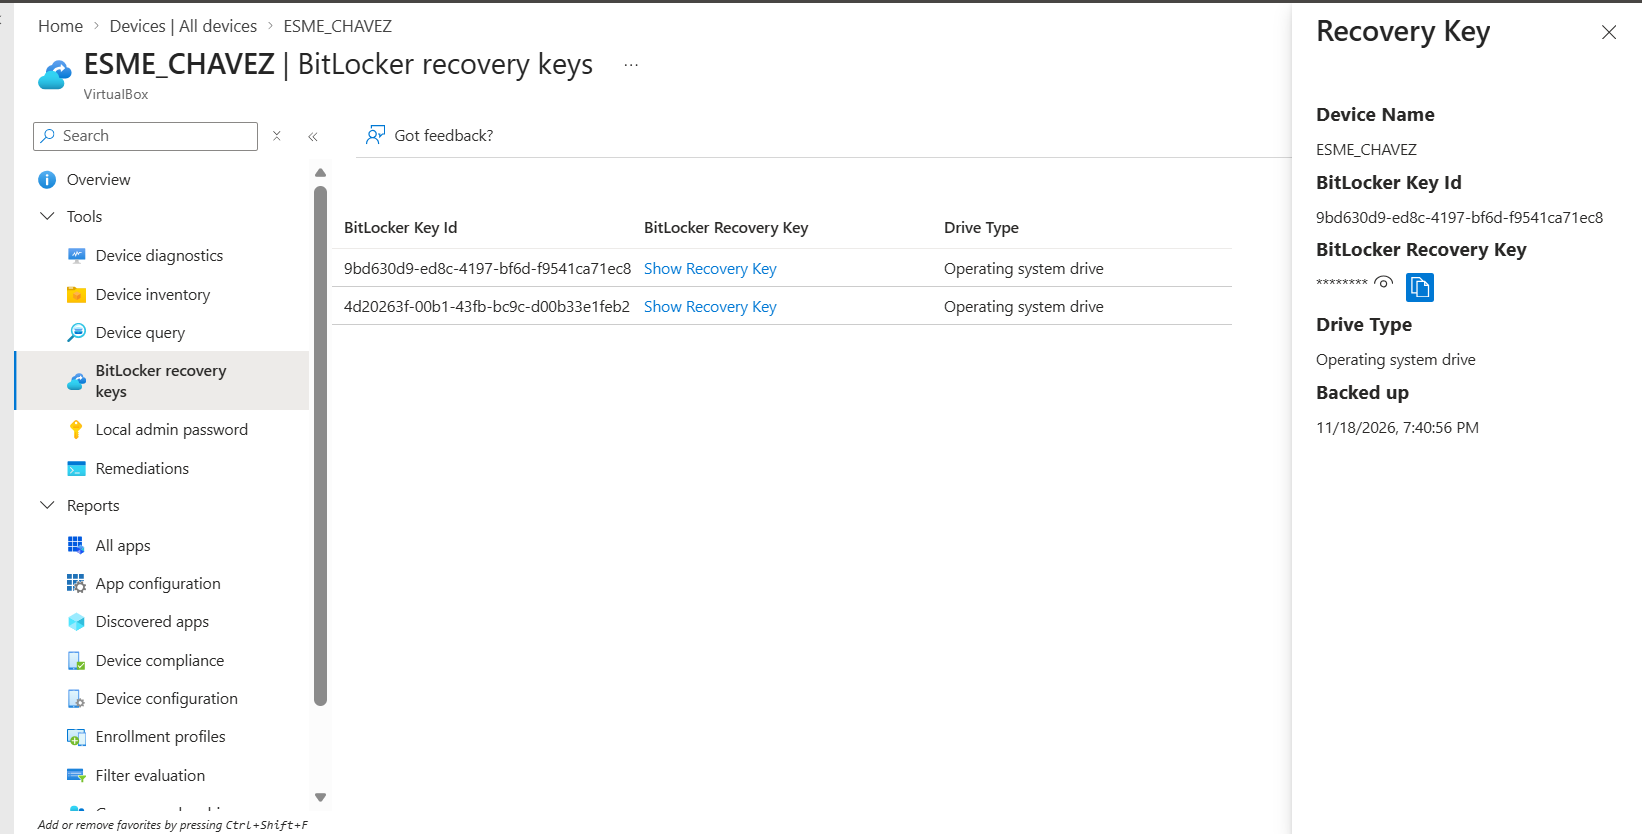 Home > Devices | All devices > ESME_CHAVEZ
ESME_CHAVEZ | BitLocker recovery keys ...
VirtualBox
Search
Got feedback?
Overview
Tools
Device diagnostics
Device inventory
Device query
BitLocker recovery
keys
Local admin password
Remediations
Reports
All apps
App configuration
Discovered apps
Device compliance
Device configuration
Enrollment profiles
Filter evaluation
Add or remove favorites by pressing Ctrl+Shift+F
BitLocker Key Id BitLocker Recovery Key Drive Type
9bd630d9-ed8c-4197-bf6d-f9541ca71ec8 Show Recovery Key Operating system drive
4d20263f-00b1-43fb-bc9c-d00b33e1feb2 Show Recovery Key Operating system drive
Recovery Key
Device Name
ESME_CHAVEZ
BitLocker Key Id
9bd630d9-ed8c-4197-bf6d-f9541ca71ec8
BitLocker Recovery Key
********
Drive Type
Operating system drive
Backed up
11/18/2026, 7:40:56 PM